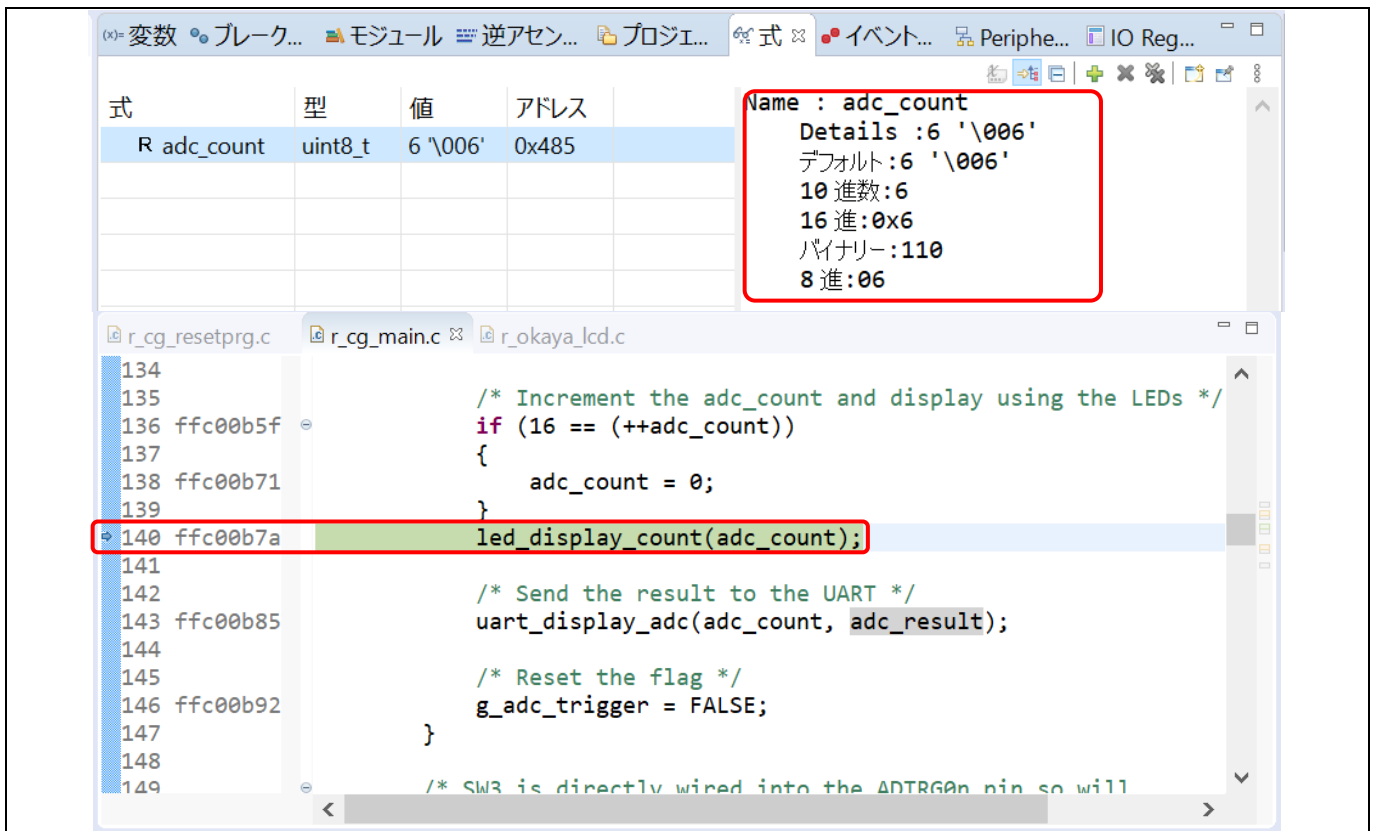 (x)= 変数 ブレーク... モジュール 逆アセン... プロジェ... 式 イベント... Periphe... IO Reg...
式 型 値 アドレス
R adc_count uint8_t 6 '\006' 0x485
Name : adc_count
Details :6 '\006'
デフォルト:6 '\006'
10 進数:6
16 進:0x6
バイナリー:110
8 進:06
r_cg_resetprg.c r_cg_main.c r_okaya_lcd.c
134
135 /* Increment the adc_count and display using the LEDs */
136 ffc00b5f if (16 == (++adc_count))
137 {
138 ffc00b71 adc_count = 0;
139 }
140 ffc00b7a led_display_count(adc_count);
141
142 /* Send the result to the UART */
143 ffc00b85 uart_display_adc(adc_count, adc_result);
144
145 /* Reset the flag */
146 ffc00b92 g_adc_trigger = FALSE;
147 }
148
149 /* SW3 is directly wired into the ADTRG0n pin so will